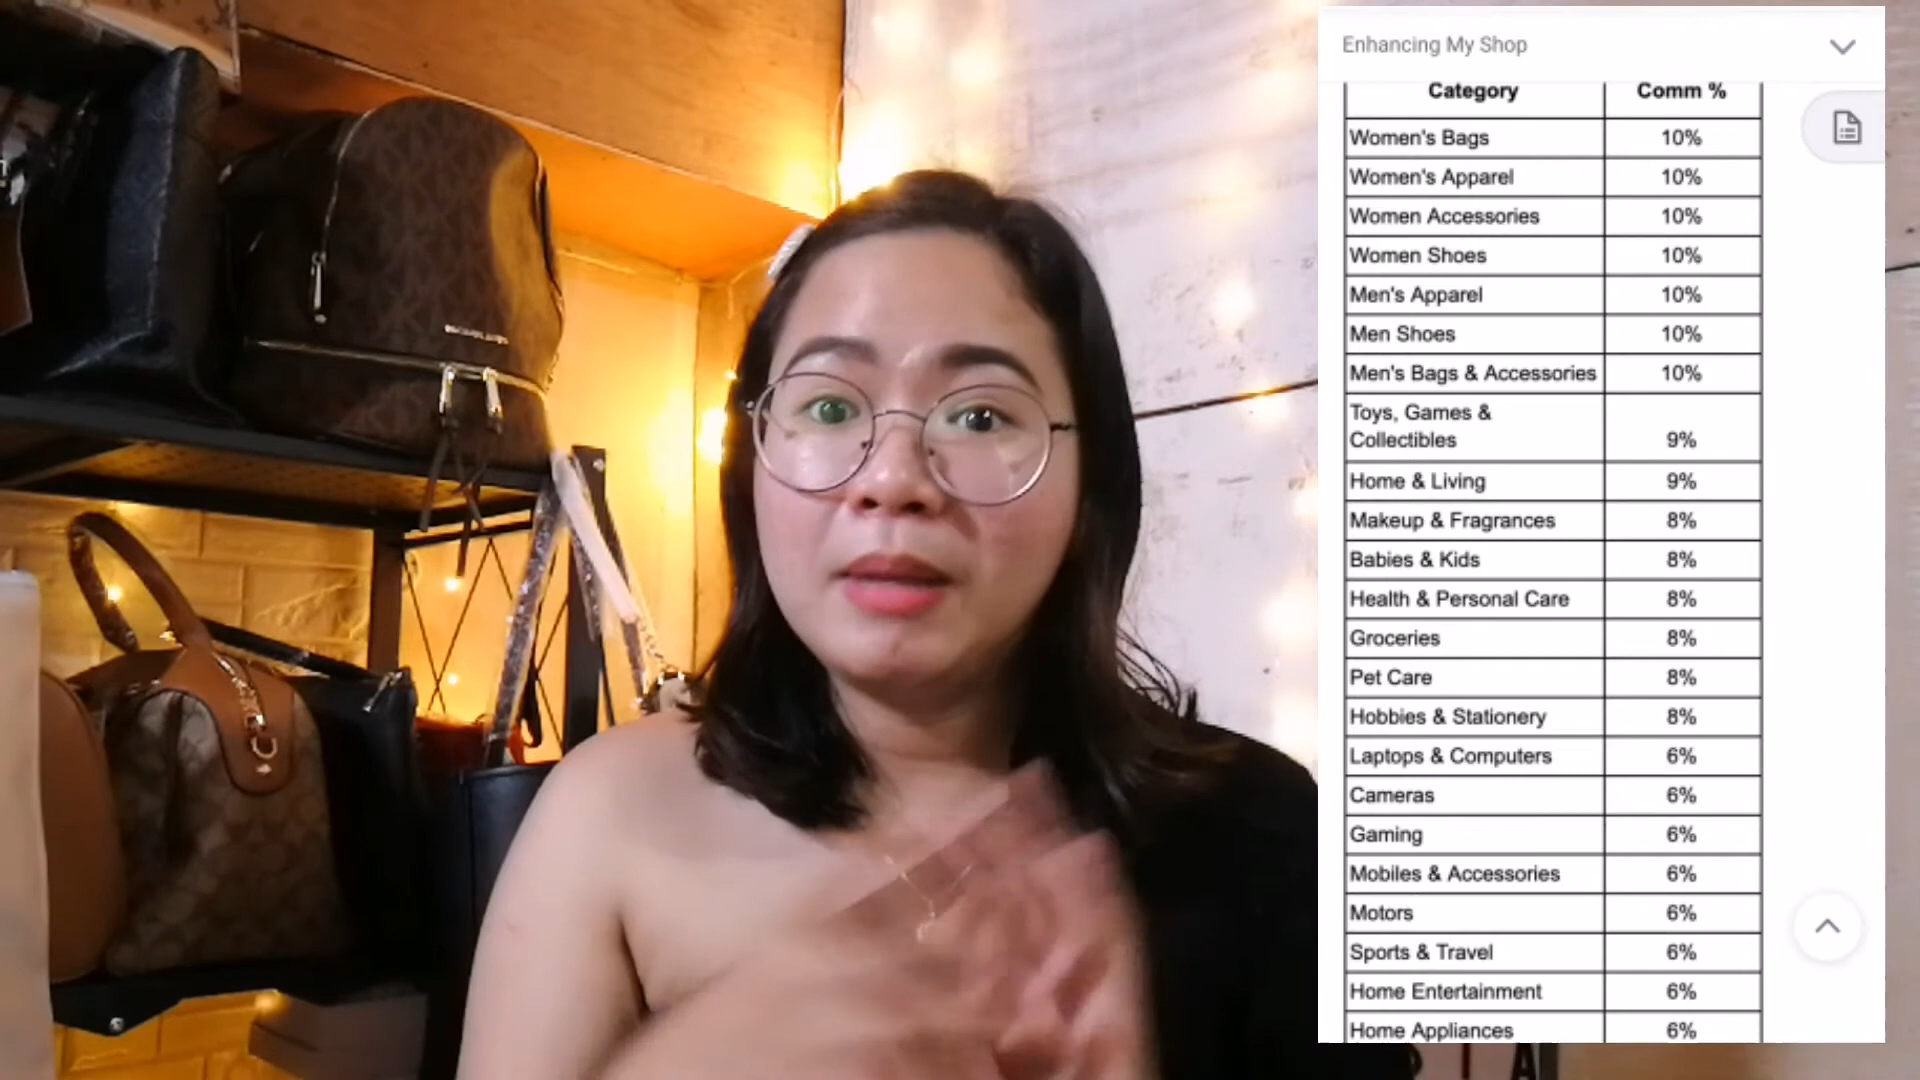 Enhancing My Shop
Category Comm %
Women's Bags 10%
Women's Apparel 10%
Women Accessories 10%
Women Shoes 10%
Men's Apparel 10%
Men Shoes 10%
Men's Bags & Accessories 10%
Toys, Games &
Collectibles 9%
Home & Living 9%
Makeup & Fragrances 8%
Babies & Kids 8%
Health & Personal Care 8%
Groceries 8%
Pet Care 8%
Hobbies & Stationery 8%
Laptops & Computers 6%
Cameras 6%
Gaming 6%
Mobiles & Accessories 6%
Motors 6%
Sports & Travel 6%
Home Entertainment 6%
Home Appliances 6%